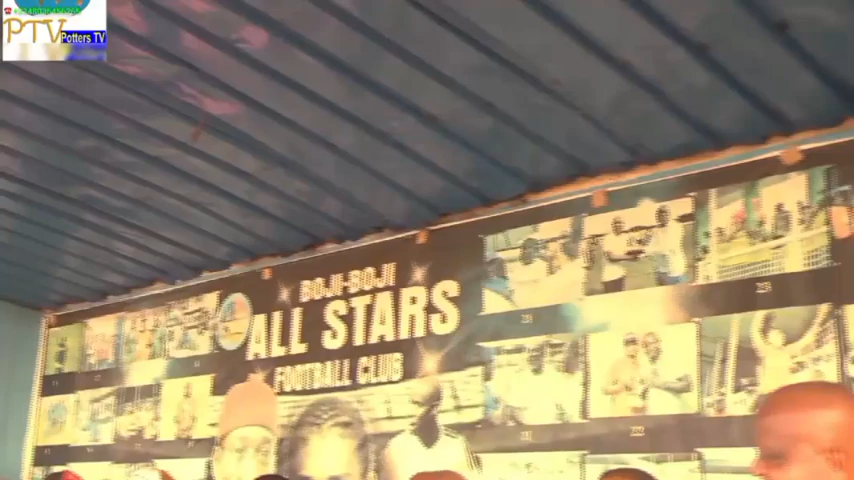 PTV
Potters TV
BOJI-BOJI
ALL STARS
FOOTBALL CLUB